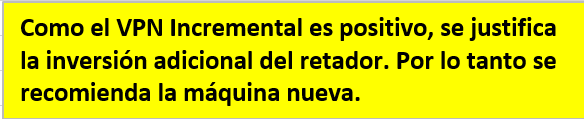 Como el VPN Incremental es positivo, se justifica
la inversión adicional del retador. Por lo tanto se
recomienda la máquina nueva.